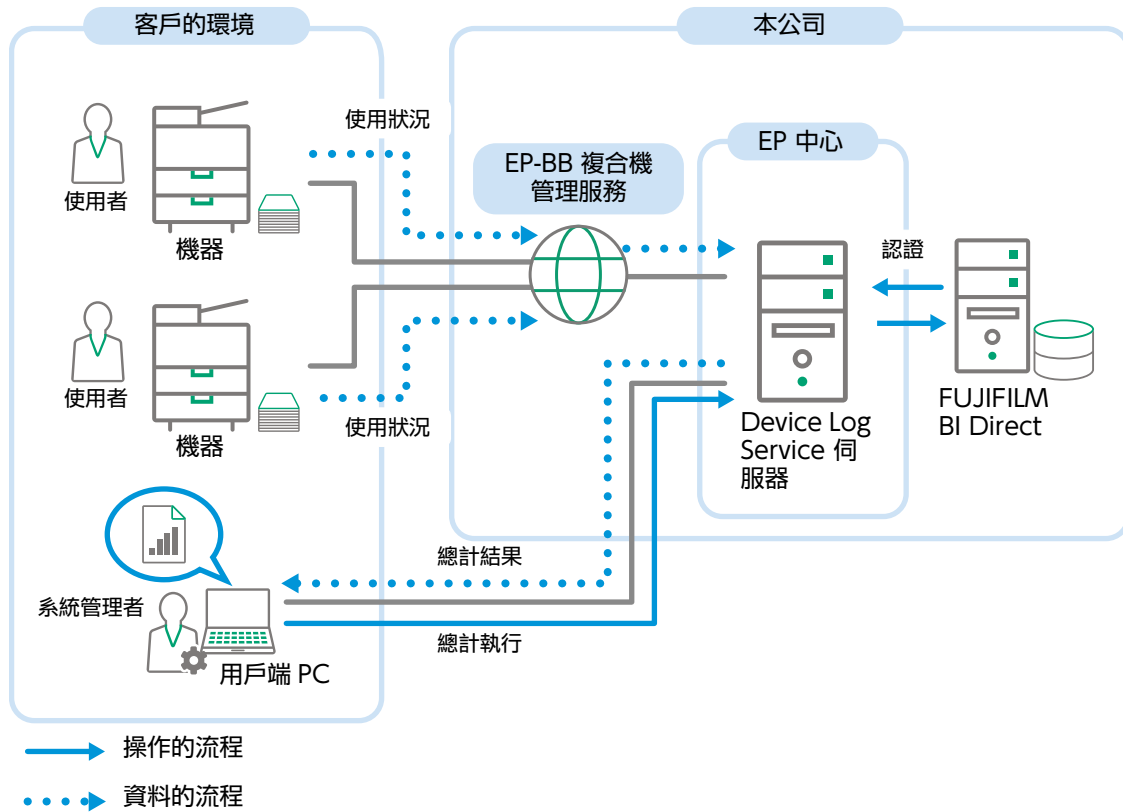 客戶的環境
本公司
使用者
機器
使用狀況
EP-BB 複合機
管理服務
EP 中心
認證
使用者
機器
使用狀況
Device Log
Service 伺
服器
FUJIFILM
BI Direct
總計結果
系統管理者
用戶端 PC
總計執行
操作的流程
資料的流程